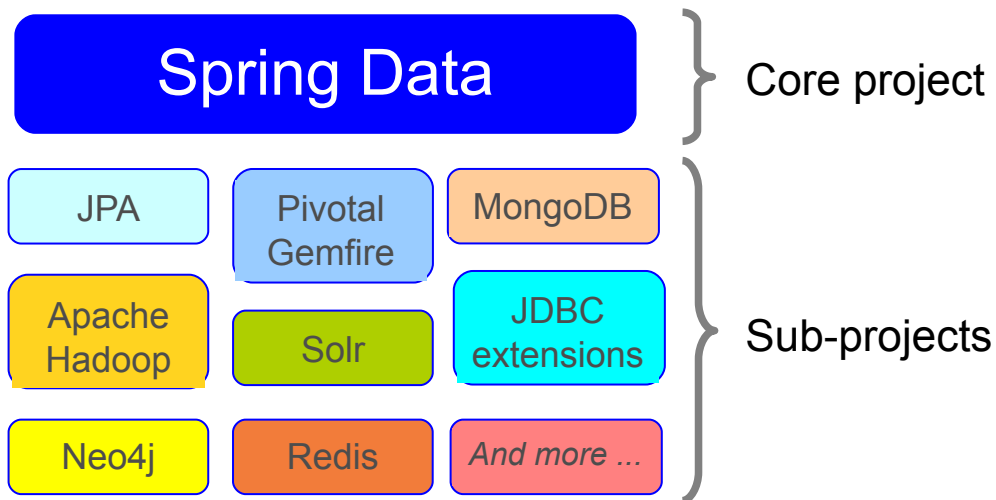 Spring Data
Core project
JPA
Pivotal
Gemfire
MongoDB
Apache
Hadoop
Solr
JDBC
extensions
Sub-projects
Neo4j
Redis
And more ...